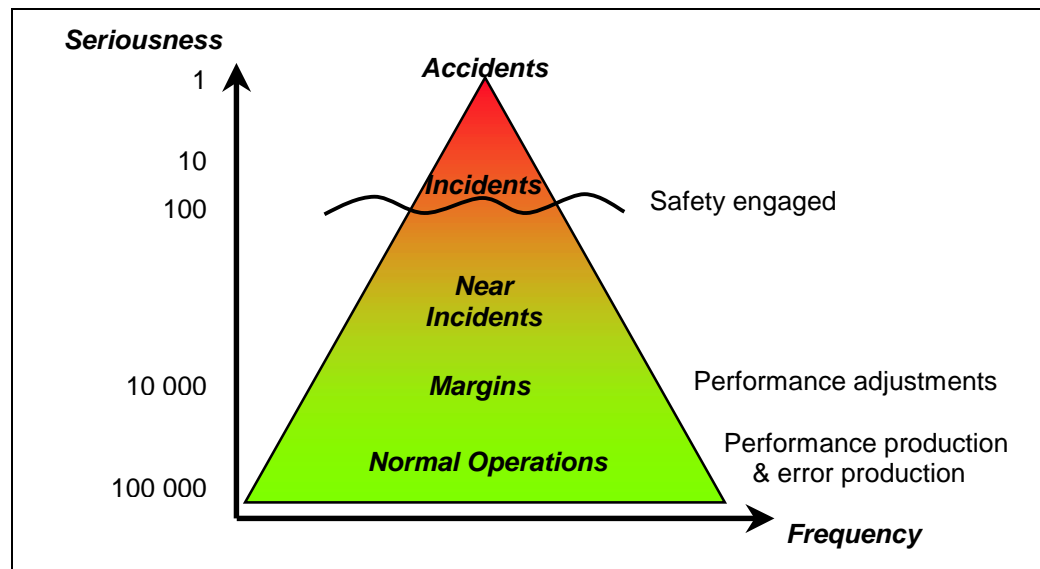 Seriousness
Accidents
1
10
Incidents
100
Safety engaged
Near
Incidents
10 000
Margins
Performance adjustments
Normal Operations
Performance production
& error production
100 000
Frequency